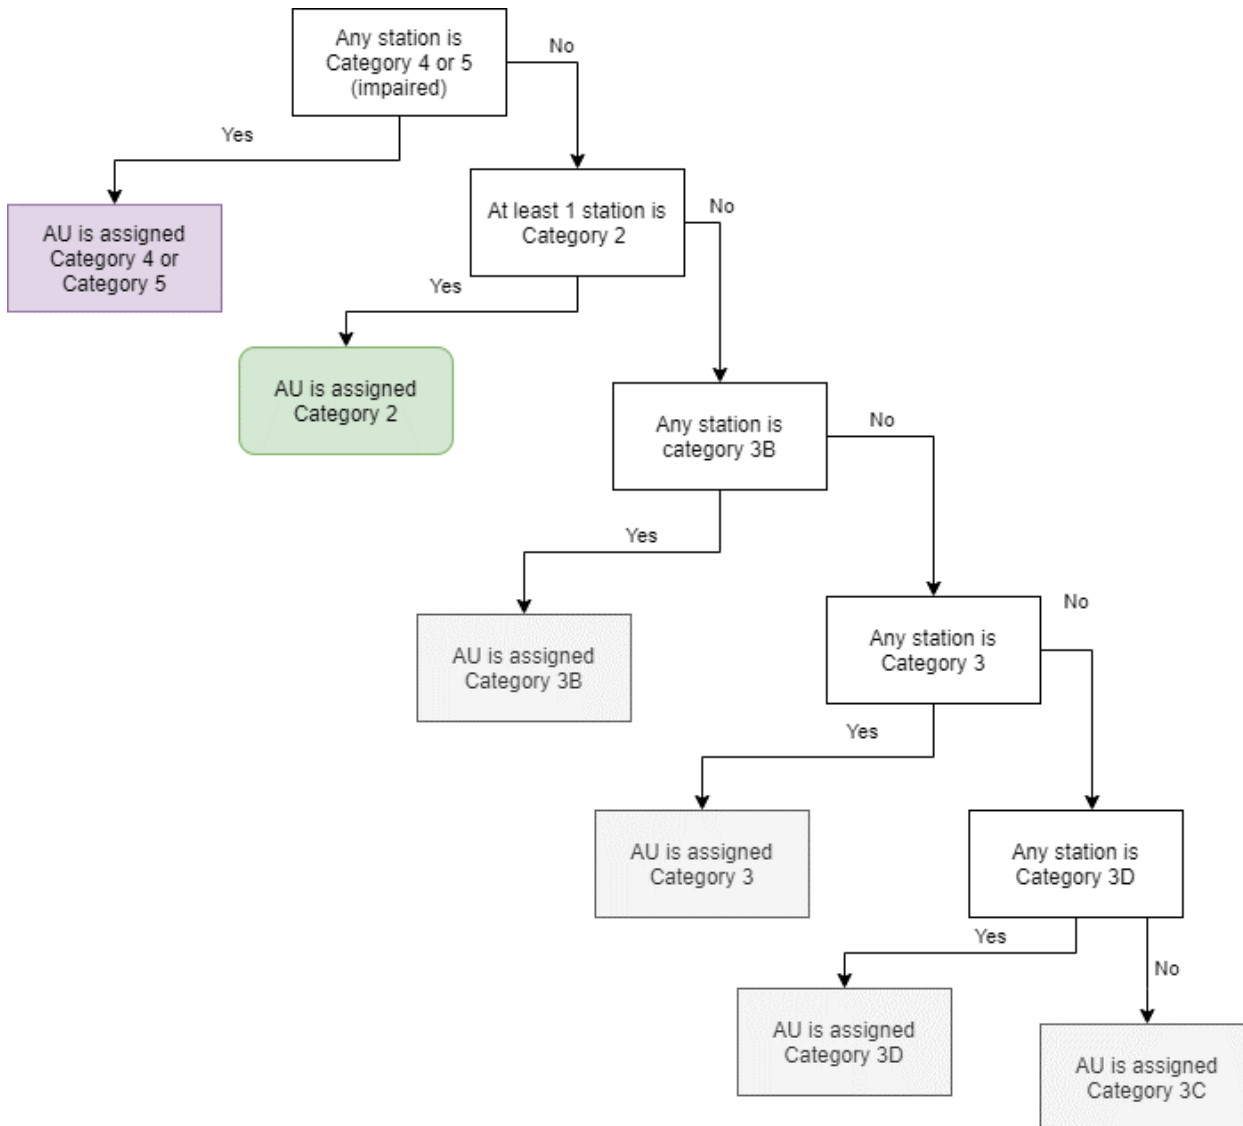 Any station is
Category 4 or 5
(impaired)
No
Yes
AU is assigned
Category 4 or
Category 5
At least 1 station is
Category 2
No
Yes
AU is assigned
Category 2
Any station is
category 3B
No
Yes
AU is assigned
Category 3B
Any station is
Category 3
No
Yes
AU is assigned
Category 3
Any station is
Category 3D
Yes
No
AU is assigned
Category 3D
AU is assigned
Category 3C